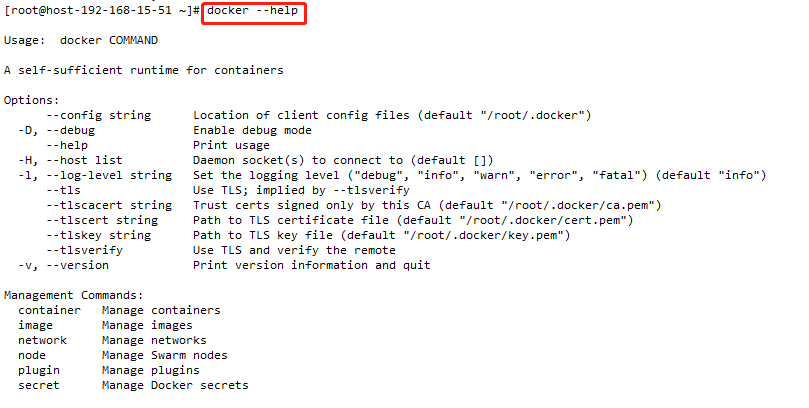 [root@host-192-168-15-51 ~]# docker --help
Usage:  docker COMMAND
A self-sufficient runtime for containers
Options:
      --config string      Location of client config files (default "/root/.docker")
  -D, --debug              Enable debug mode
      --help               Print usage
  -H, --host list          Daemon socket(s) to connect to (default [])
  -l, --log-level string   Set the logging level ("debug", "info", "warn", "error", "fatal") (default "info")
      --tls                Use TLS; implied by --tlsverify
      --tlscacert string   Trust certs signed only by this CA (default "/root/.docker/ca.pem")
      --tlscert string     Path to TLS certificate file (default "/root/.docker/cert.pem")
      --tlskey string      Path to TLS key file (default "/root/.docker/key.pem")
      --tlsverify          Use TLS and verify the remote
  -v, --version            Print version information and quit
Management Commands:
  container   Manage containers
  image       Manage images
  network     Manage networks
  node        Manage Swarm nodes
  plugin      Manage plugins
  secret      Manage Docker secrets